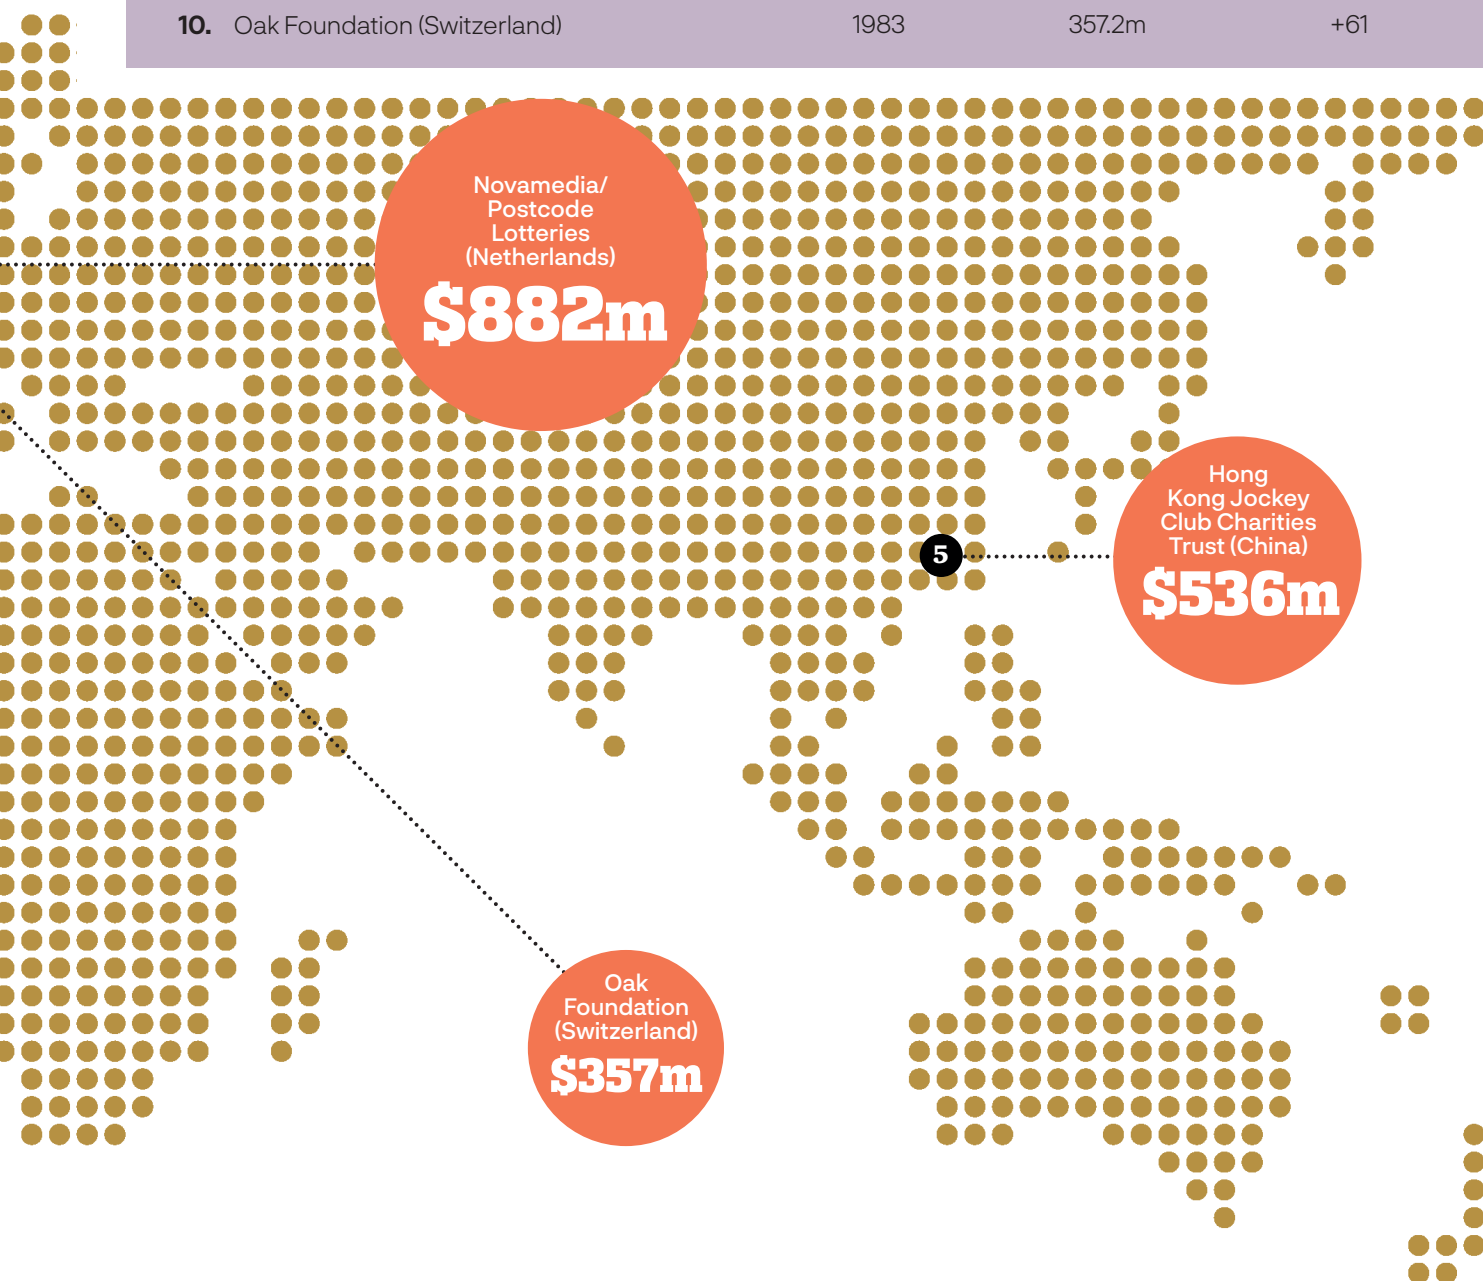 10. Oak Foundation (Switzerland) 1983 357.2m +61
Novamedia/
Postcode
Lotteries
(Netherlands)
$882m
Hong
Kong Jockey
Club Charities
Trust (China)
$536m
5
Oak
Foundation
(Switzerland)
$357m